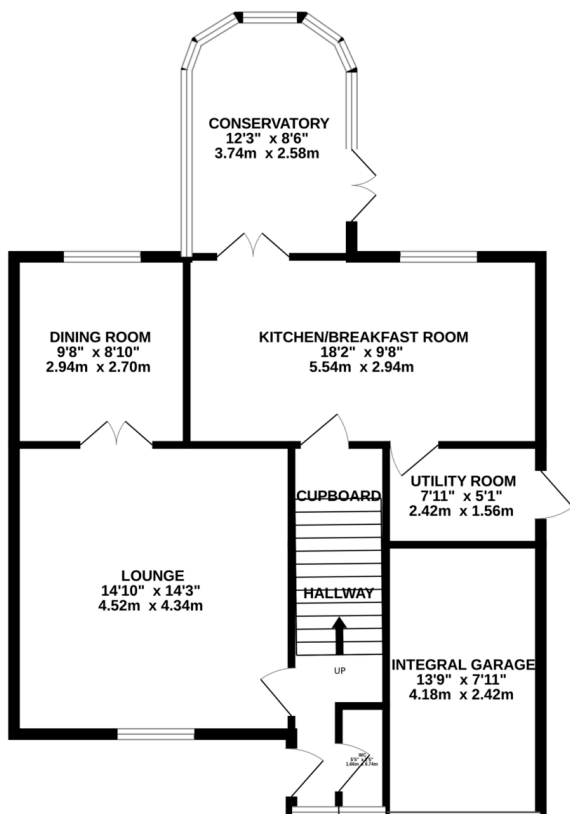 CONSERVATORY
12'3" x 8'6"
3.74m x 2.58m
DINING ROOM
9'8" x 8'10"
2.94m x 2.70m
KITCHEN/BREAKFAST ROOM
18'2" x 9'8"
5.54m x 2.94m
CUPBOARD
UTILITY ROOM
7'11" x 5'1"
2.42m x 1.56m
LOUNGE
14'10" x 14'3"
4.52m x 4.34m
HALLWAY
UP
INTEGRAL GARAGE
13'9" x 7'11"
4.18m x 2.42m
WC